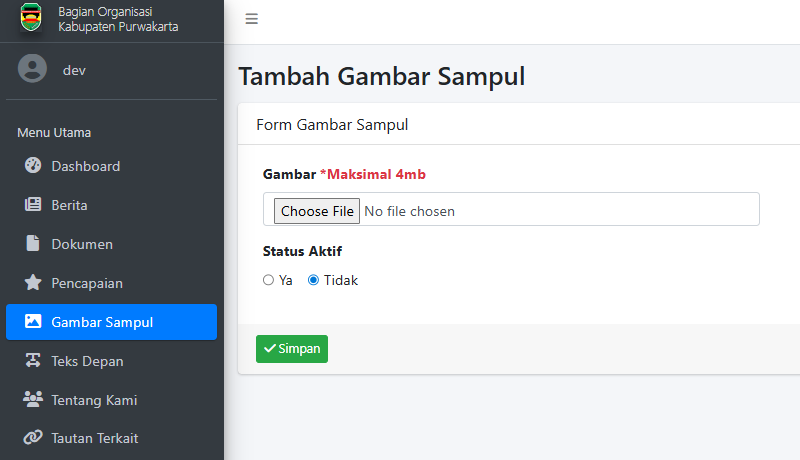 Bagian Organisasi
Kabupaten Purwakarta
dev
Menu Utama
Dashboard
Berita
Dokumen
Pencapaian
Gambar Sampul
Teks Depan
Tentang Kami
Tautan Terkait
Tambah Gambar Sampul
Form Gambar Sampul
Gambar *Maksimal 4mb
Choose File No file chosen
Status Aktif
Ya Tidak
Simpan